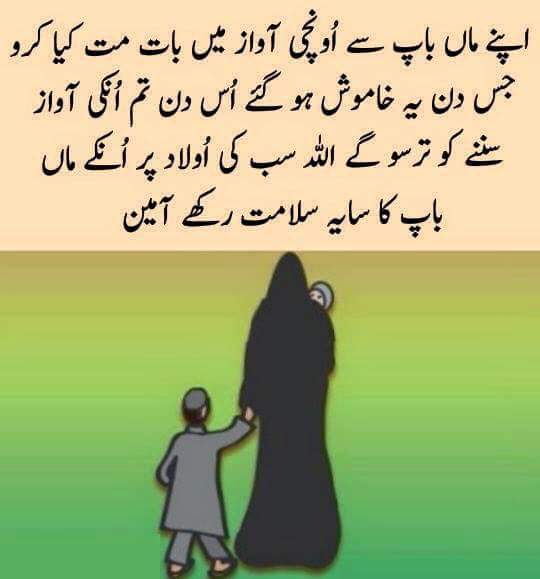 اپنے ماں باپ سے اُونچی آواز میں بات مت کیا کرو
جس دن یہ خاموش ہو گئے اُس دن تم اُنکی آواز
سننے کو ترسو گے اللہ سب کی اُولاد پر اُنکے ماں
باپ کا سایہ سلامت رکھے آمین